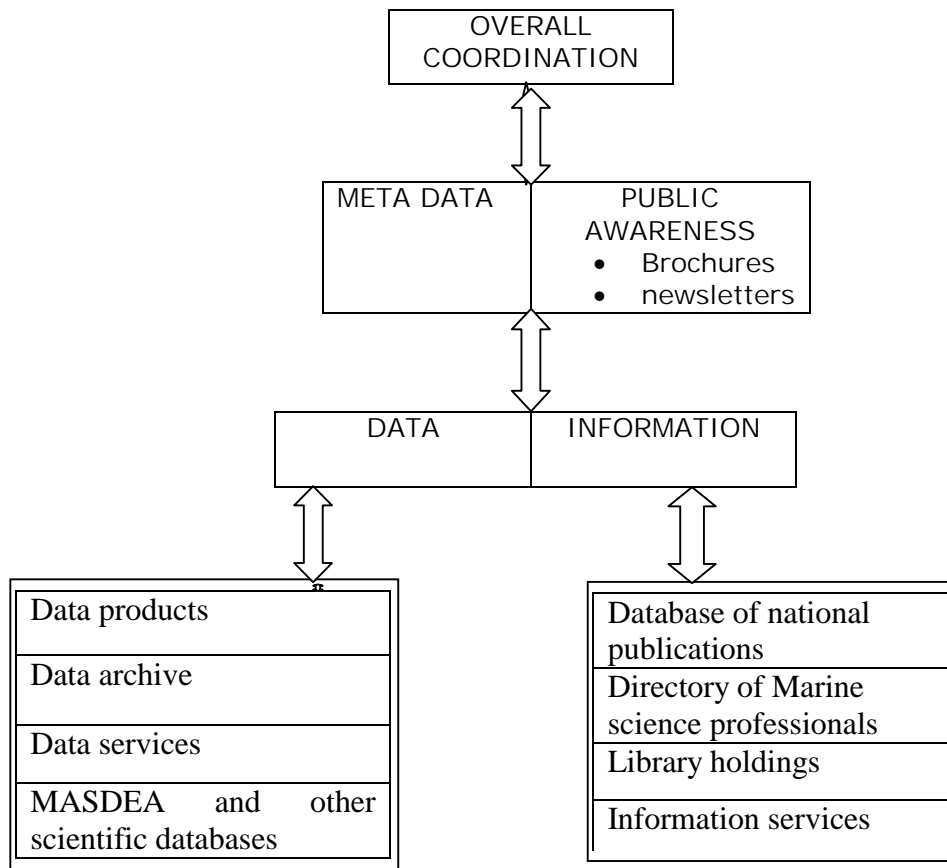 OVERALL
COORDINATION
META DATA
PUBLIC
AWARENESS
• Brochures
• newsletters
DATA
INFORMATION
Data products
Data archive
Data services
MASDEA and other
scientific databases
Database of national
publications
Directory of Marine
science professionals
Library holdings
Information services